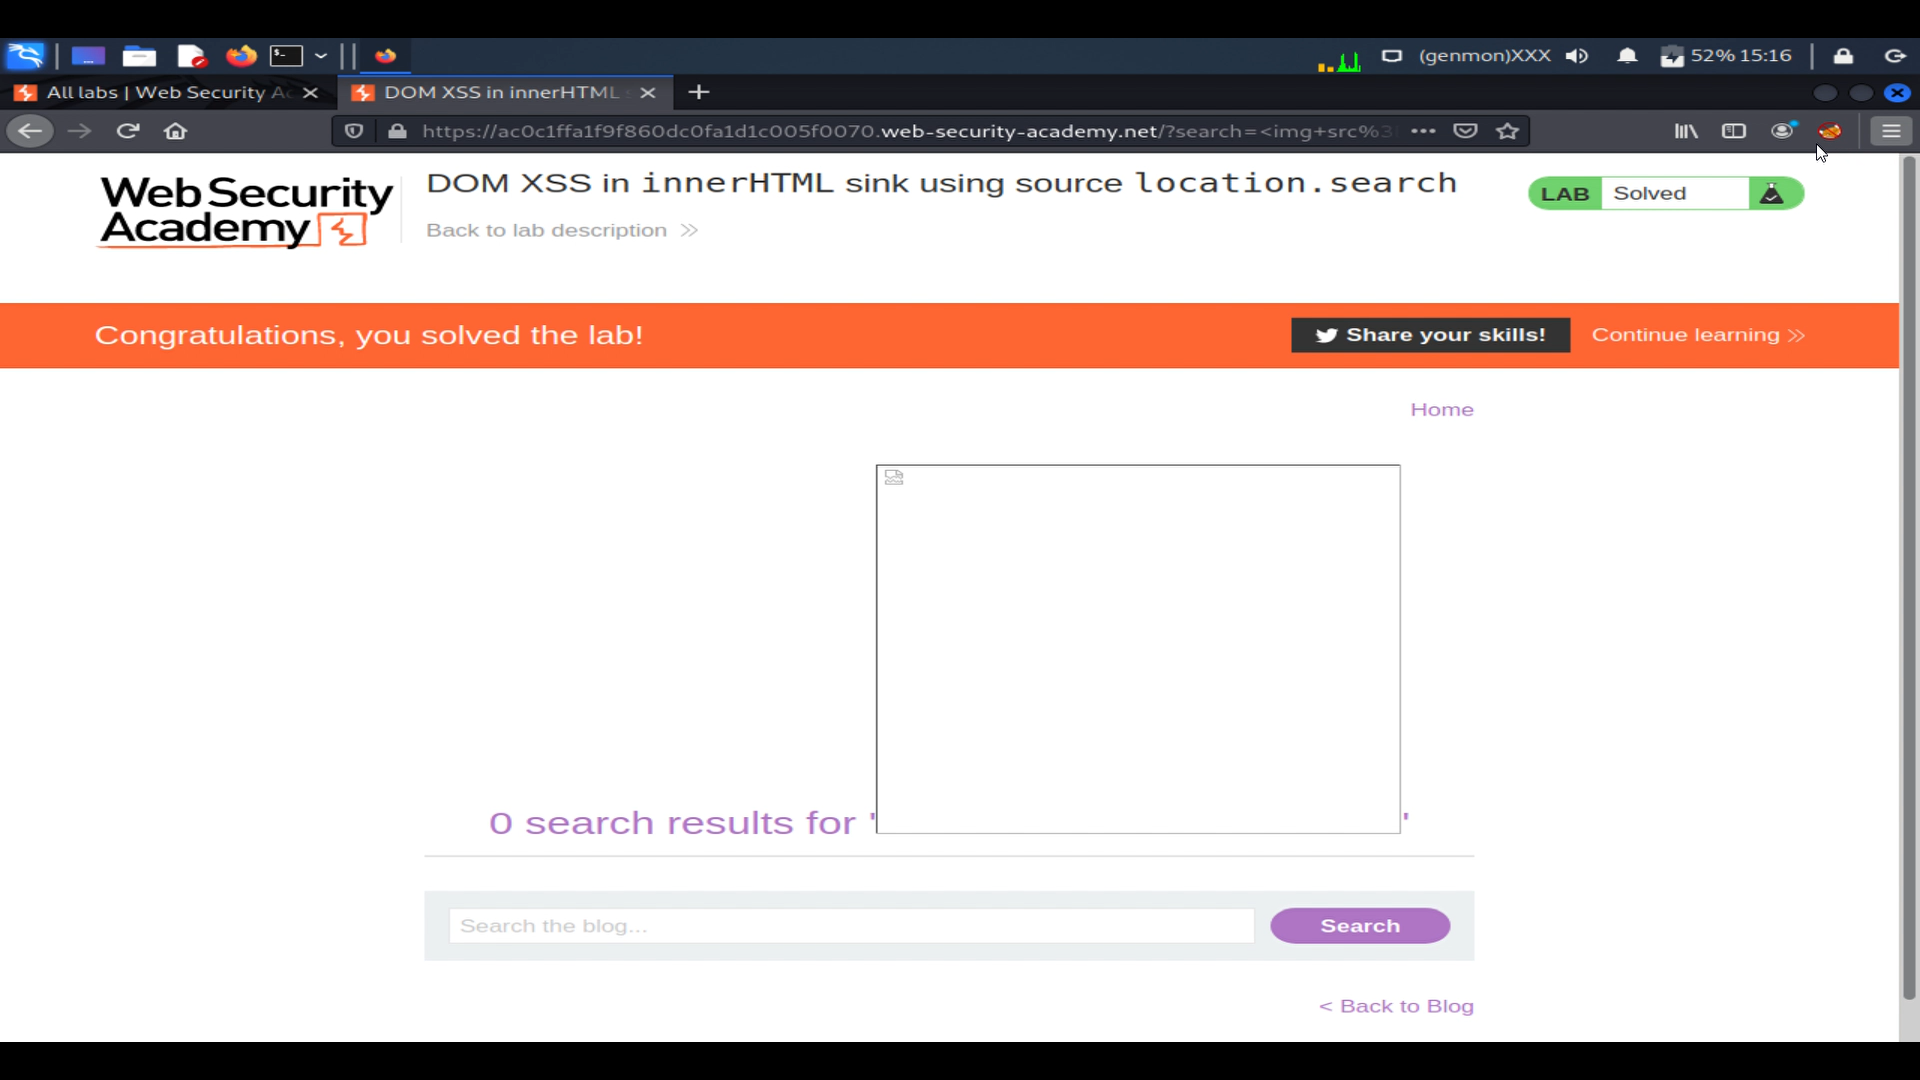 (genmon)XXX
52% 15:16
All labs | Web Security Ac
DOM XSS in innerHTML s
https://ac0c1ffa1f9f860dc0fa1d1c005f0070.web-security-academy.net/?search=<img+src%3
Web Security
Academy
DOM XSS in innerHTML sink using source location.search
Back to lab description
LAB Solved
Congratulations, you solved the lab!
Share your skills!
Continue learning
Home
0 search results for ' '
Search the blog...
Search
< Back to Blog